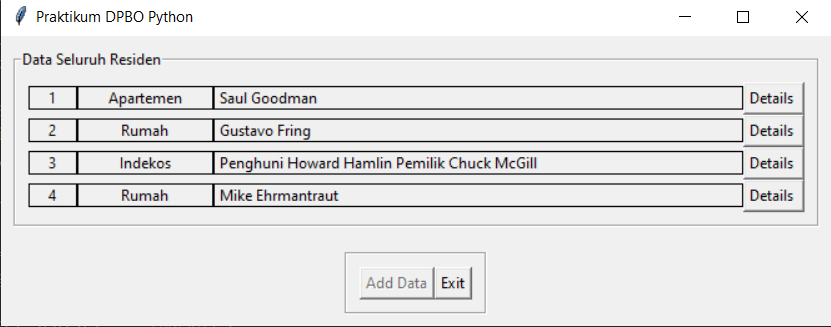 Praktikum DPBO Python
Data Seluruh Residen
1 Apartemen Saul Goodman Details
2 Rumah Gustavo Fring Details
3 Indekos Penghuni Howard Hamlin Pemilik Chuck McGill Details
4 Rumah Mike Ehrmantraut Details
Add Data Exit